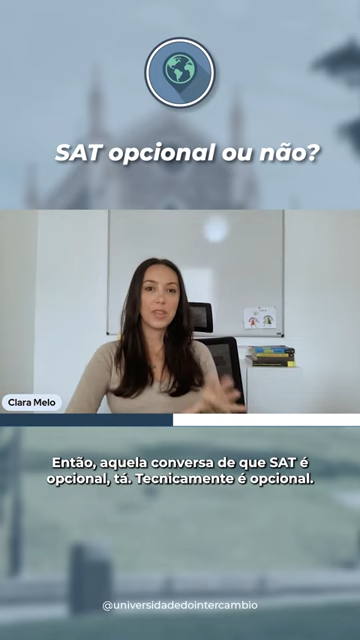 SAT opcional ou não?
Clara Melo
Então, aquela conversa de que SAT é
opcional, tá. Tecnicamente é opcional.
@universidadedointercambio